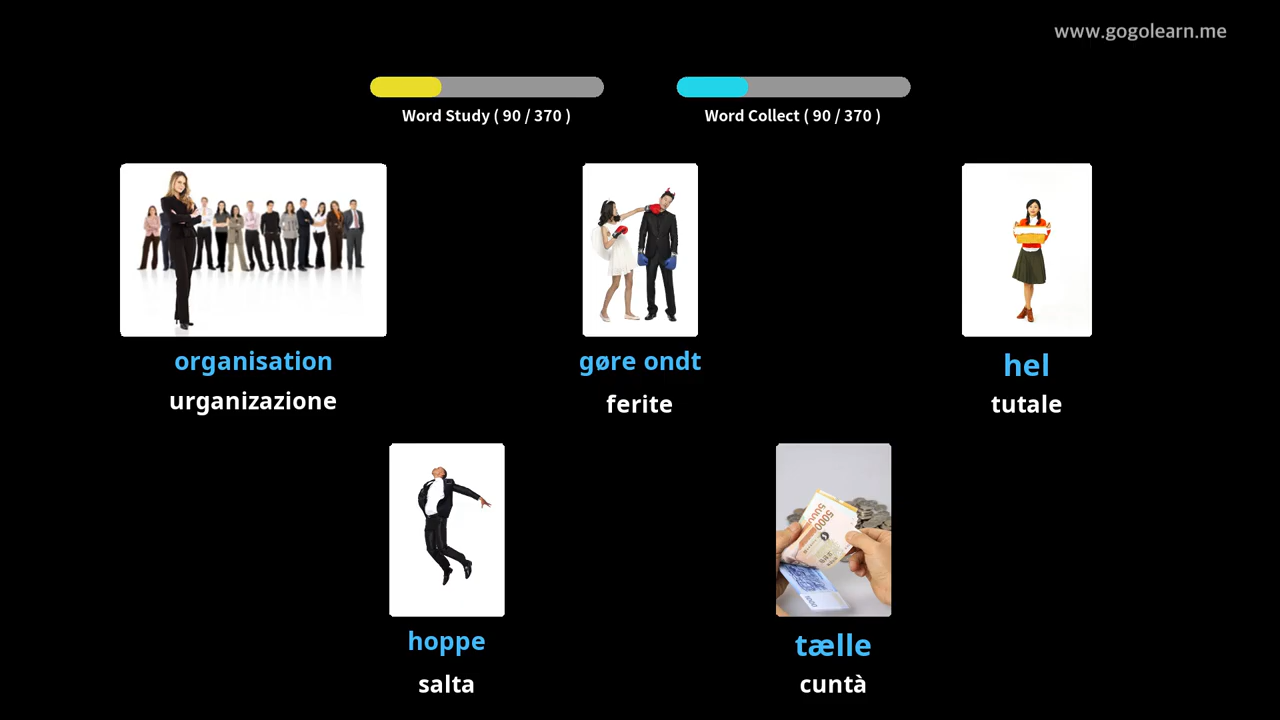 www.gogolearn.me
Word Study ( 90 / 370 )
Word Collect ( 90 / 370 )
organisation
urganizazione
gøre ondt
ferite
hel
tutale
hoppe
salta
tælle
cuntà
5000